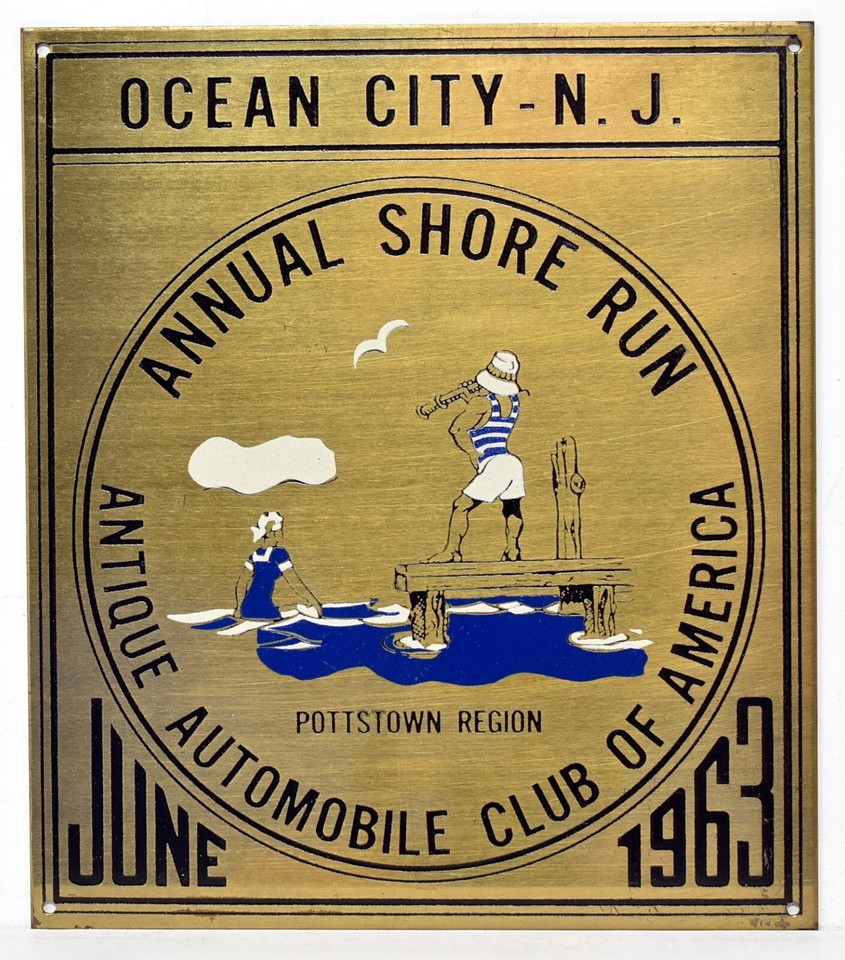 OCEAN CITY - N. J.
ANNUAL SHORE RUN
ANTIQUE AUTOMOBILE CLUB OF AMERICA
POTTSTOWN REGION
JUNE
1963